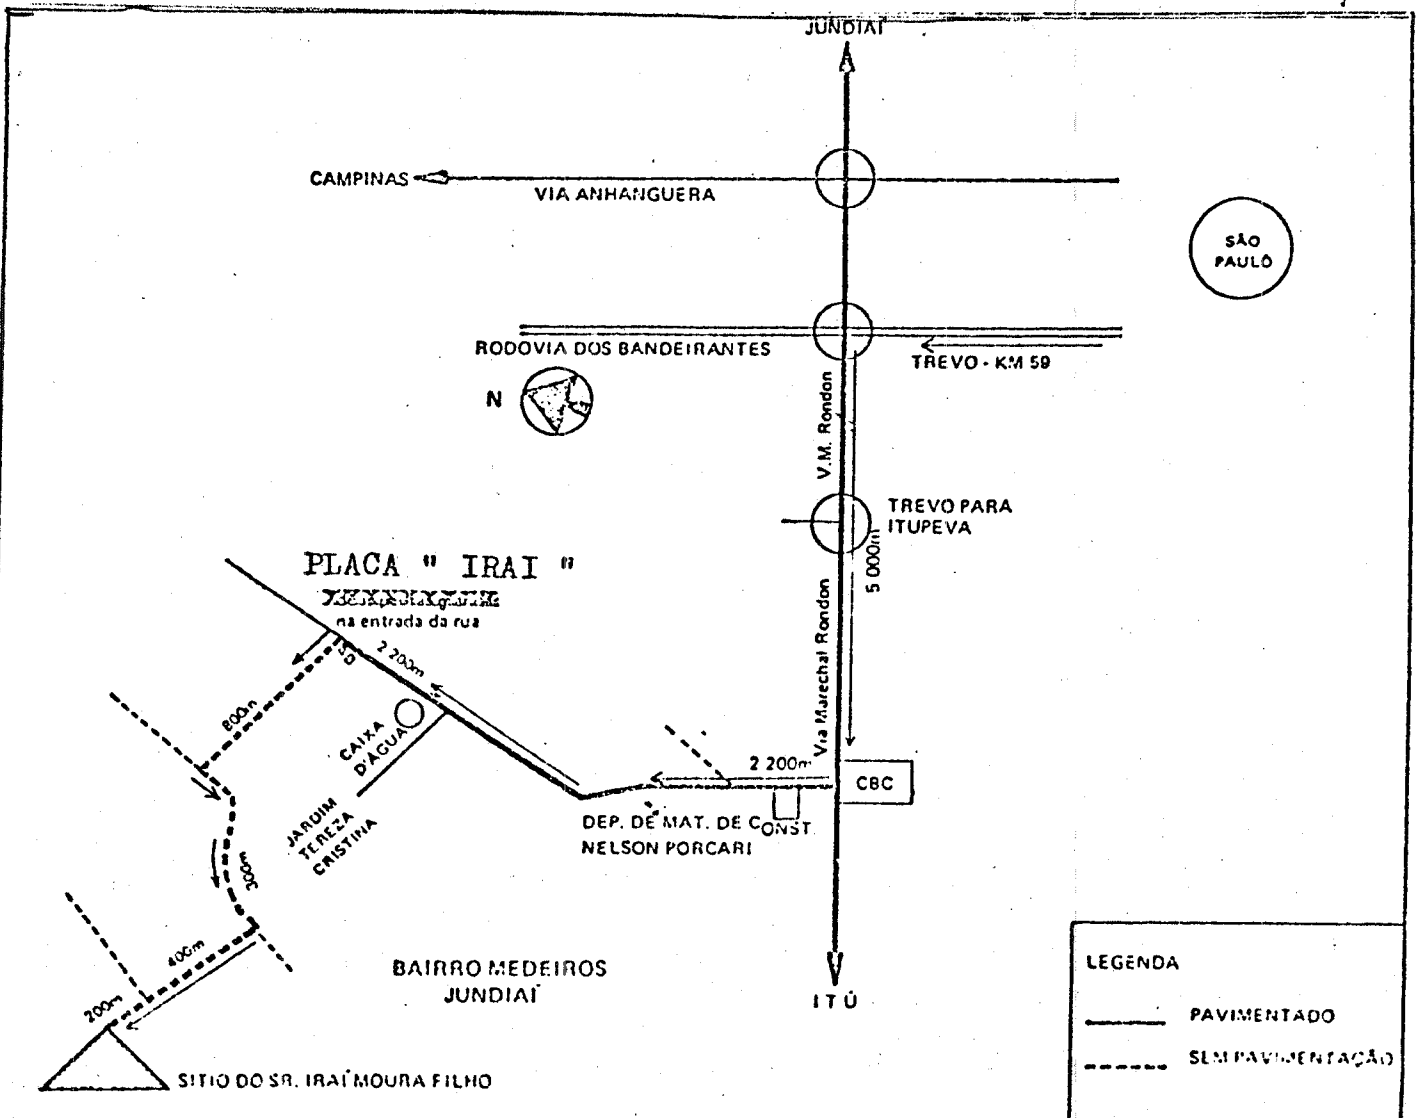 JUNDIAÍ
CAMPINAS
VIA ANHANGUERA
SÃO
PAULO
RODOVIA DOS BANDEIRANTES
TREVO - KM 59
N
V.M. Rondon
TREVO PARA
ITUPEVA
5 000m
PLACA " IRAI "
na entrada da rua
2 200m
800m
CAIXA
D'ÁGUA
Via Marechal Rondon
2 200m
CBC
JARDIM
TEREZA
CRISTINA
DEP. DE MAT. DE CONST.
NELSON PORCARI
300m
400m
200m
BAIRRO MEDEIROS
JUNDIAÍ
ITÚ
SITIO DO SR. IRAÍ MOURA FILHO
LEGENDA
PAVIMENTADO
SEM PAVIMENTAÇÃO